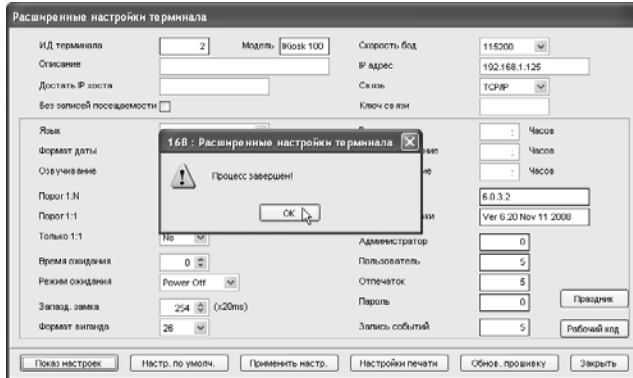 Расширенные настройки терминала
ИД терминала 2 Модель iKiosk 100 Скорость бод 115200
Описание IP адрес 192.168.1.125
Достать IP хоста Связь TCP/IP
Без записей посещаемости Ключ связи
Язык
168 : Расширенные настройки терминала
Часов
Формат даты ние : Часов
Озвучивание ие : Часов
Процесс завершен!
Порог 1:N 6.0.3.2
OK
Порог 1:1 ки Ver 6.20 Nov 11 2008
Только 1:1 No Администратор 0
Время ожидания 0 Пользователь 5
Режим ожидания Power Off Отпечаток 5
Запазд. замка 254 (x20ms) Пароль 0 Праздник
Формат виганда 26 Запись событий 5 Рабочий код
Показ настроек Настр. по умолч. Применить настр. Настройки печати Обнов. прошивку Закрыть